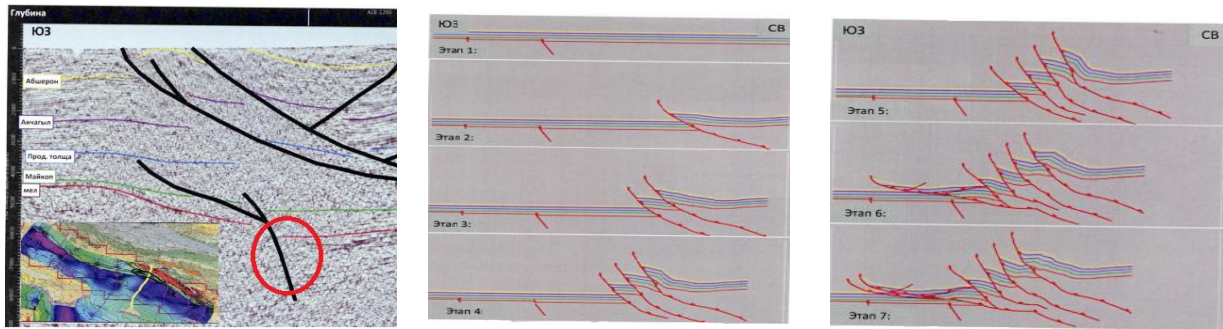 Глубина
ЮЗ
Абшерон
Акчагыл
Прод. толща
Майкоп
мел
ЮЗ
СВ
Этап 1:
Этап 2:
Этап 3:
Этап 4:
ЮЗ
СВ
Этап 5:
Этап 6:
Этап 7: